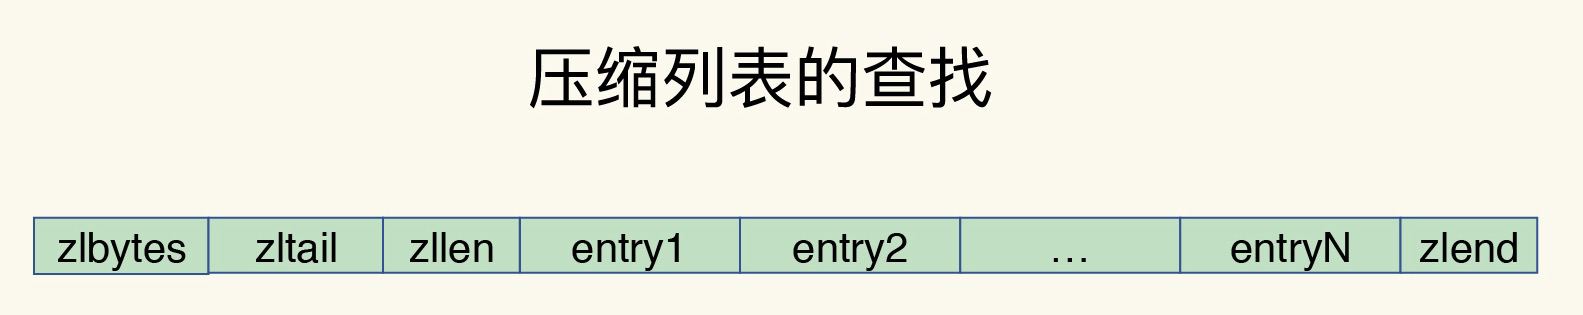 压缩列表的查找
zlbytes zltail zllen entry1 entry2 … entryN zlend